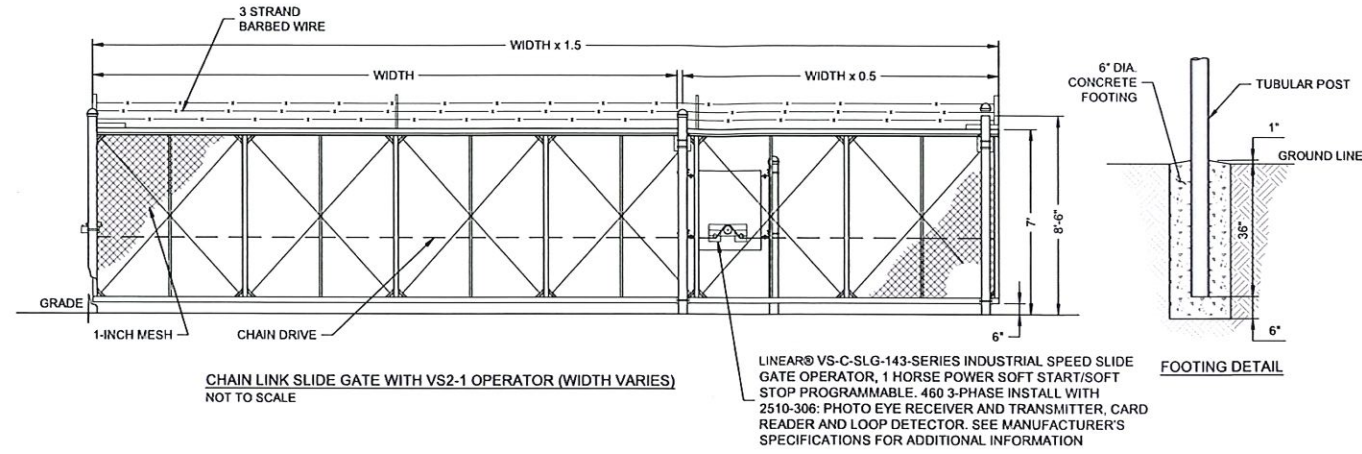 3 STRAND
BARBED WIRE
WIDTH x 1.5
WIDTH
WIDTH x 0.5
7'
8'-6"
GRADE
1-INCH MESH
CHAIN DRIVE
6"
CHAIN LINK SLIDE GATE WITH VS2-1 OPERATOR (WIDTH VARIES)
NOT TO SCALE
LINEAR® VS-C-SLG-143-SERIES INDUSTRIAL SPEED SLIDE
GATE OPERATOR, 1 HORSE POWER SOFT START/SOFT
STOP PROGRAMMABLE. 460 3-PHASE INSTALL WITH
2510-306: PHOTO EYE RECEIVER AND TRANSMITTER, CARD
READER AND LOOP DETECTOR. SEE MANUFACTURER'S
SPECIFICATIONS FOR ADDITIONAL INFORMATION
6" DIA.
CONCRETE
FOOTING
TUBULAR POST
1"
GROUND LINE
36"
6"
FOOTING DETAIL